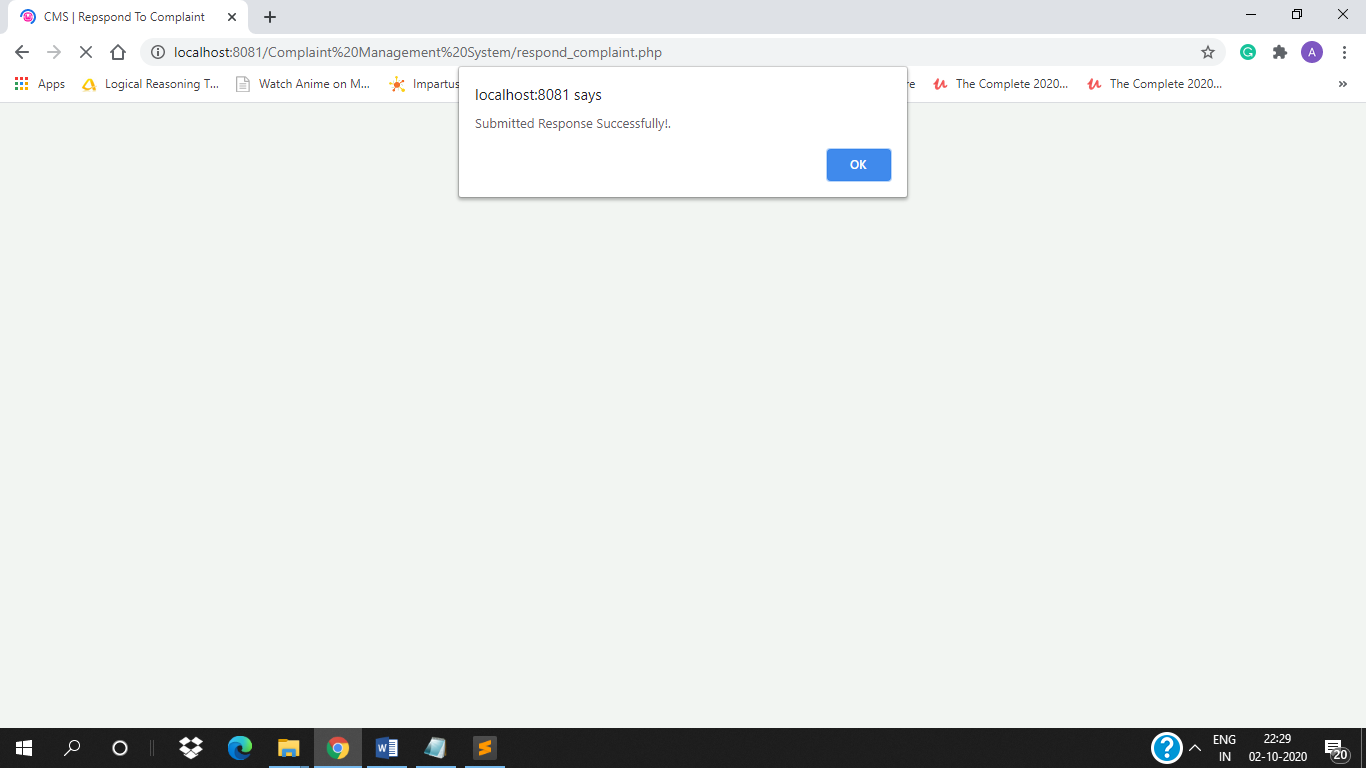 CMS | Repspond To Complaint
localhost:8081/Complaint%20Management%20System/respond_complaint.php
A
Apps
Logical Reasoning T...
Watch Anime on M...
Impartus
re
The Complete 2020...
The Complete 2020...
»
localhost:8081 says
Submitted Response Successfully!.
OK
ENG
IN
22:29
02-10-2020
20